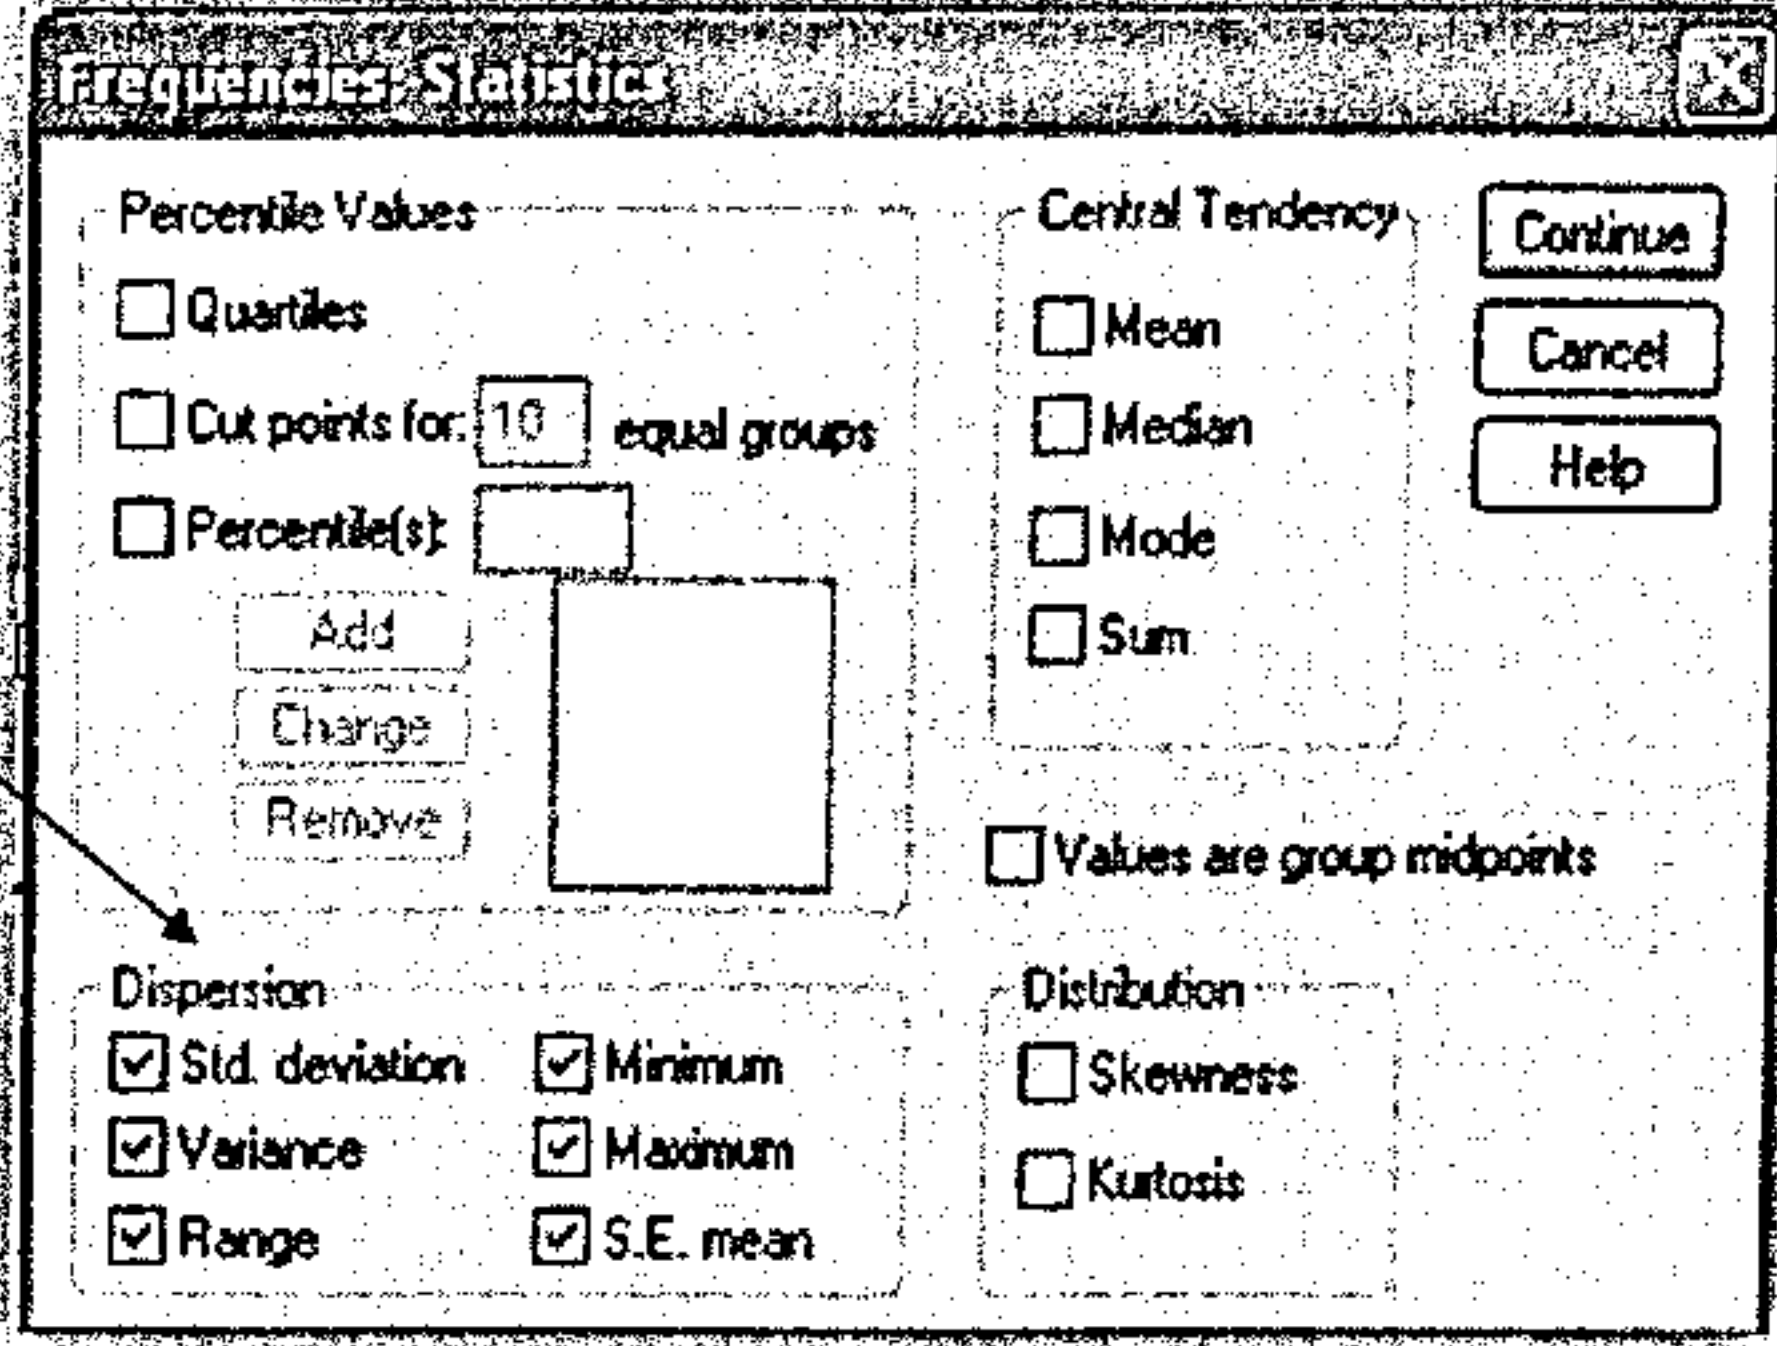 Frequencies: Statistics
Percentile Values
Quartiles
Cut points for: 10 equal groups
Percentile(s):
Add
Change
Remove
Central Tendency
Mean
Median
Mode
Sum
Continue
Cancel
Help
Values are group midpoints
Dispersion
Std. deviation
Minimum
Variance
Maximum
Range
S.E. mean
Distribution
Skewness
Kurtosis